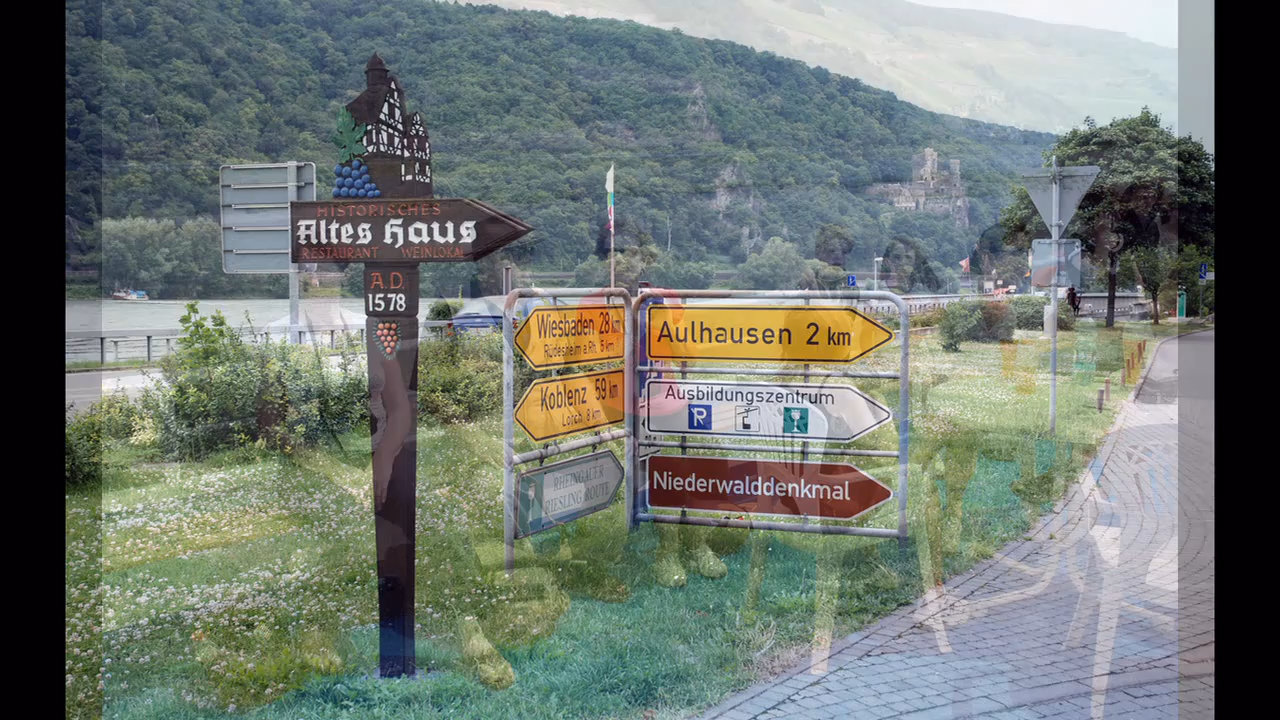 HISTORISCHES
Altes Haus
RESTAURANT WEINLOKAL
A.D.
1578
Wiesbaden 28 km
Rüdesheim a.Rh. 5 km
Koblenz 59 km
Lorch 8 km
RHEINGAUER
RIESLING ROUTE
Aulhausen 2 km
Ausbildungszentrum
P
Niederwalddenkmal